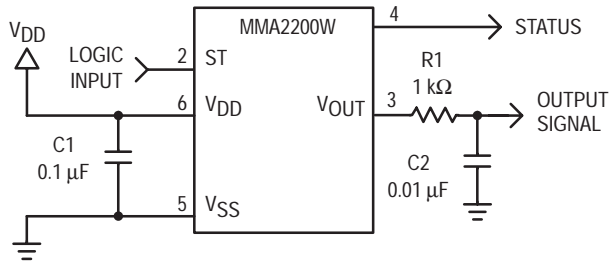 MMA2200W
4
STATUS
VDD
LOGIC
INPUT
2
ST
R1
1 kΩ
6
VDD
VOUT
3
OUTPUT
SIGNAL
C1
0.1 μF
C2
0.01 μF
5
VSS